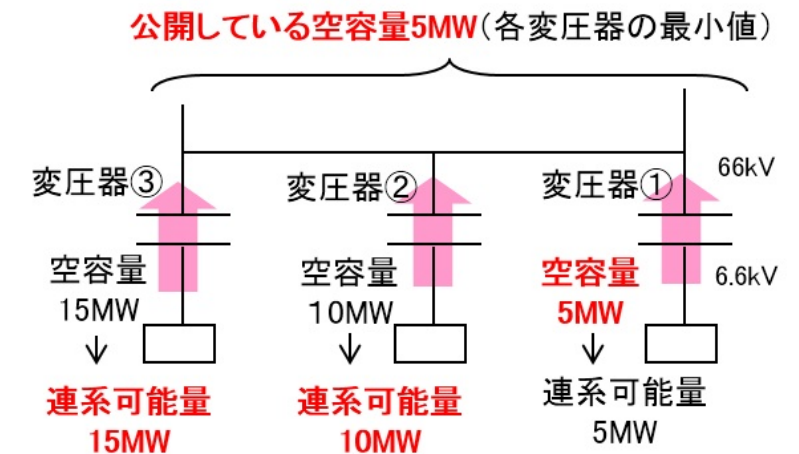 公開している空容量5MW(各変圧器の最小値)
変圧器③
変圧器②
変圧器①
66kV
空容量
15MW
空容量
10MW
空容量
5MW
6.6kV
連系可能量
15MW
連系可能量
10MW
連系可能量
5MW